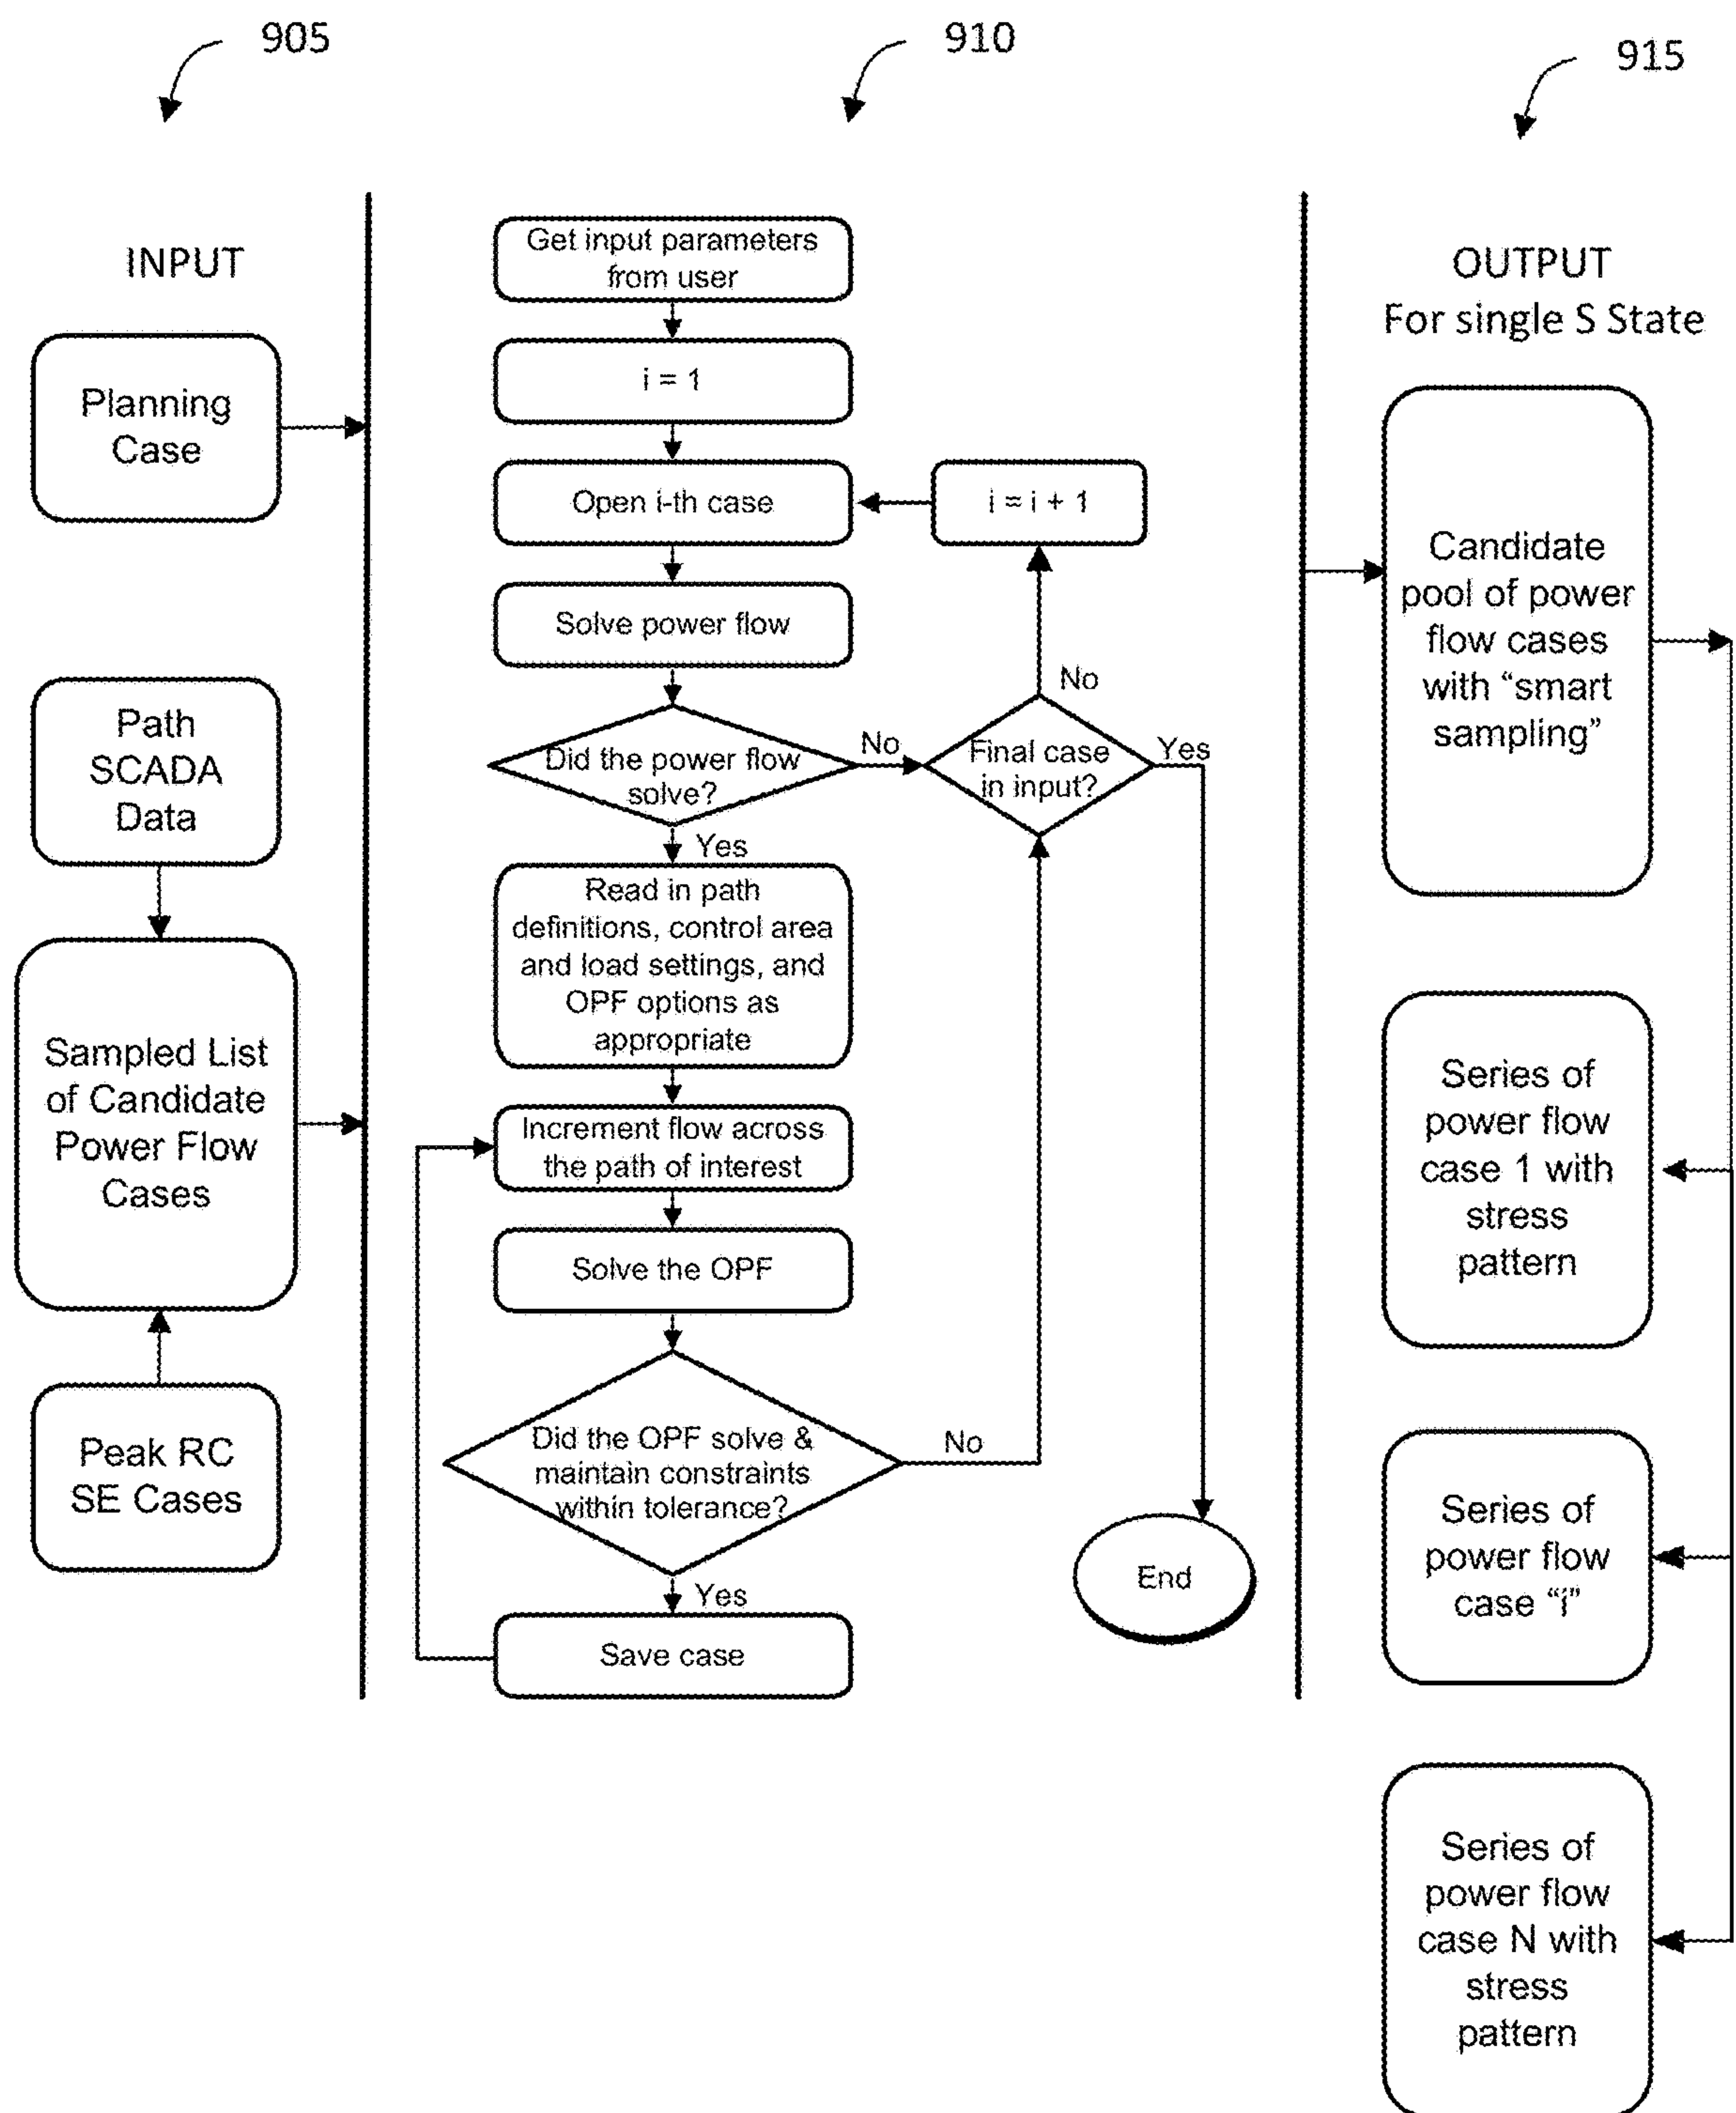 905
910
915
INPUT
Planning
Case
Path
SCADA
Data
Sampled List
of Candidate
Power Flow
Cases
Peak RC
SE Cases
Get input parameters
from user
i = 1
Open i-th case
i = i + 1
Solve power flow
No
Did the power flow
solve?
No
Final case
in input?
Yes
Yes
Read in path
definitions, control area
and load settings, and
OPF options as
appropriate
Increment flow across
the path of interest
Solve the OPF
Did the OPF solve &
maintain constraints
within tolerance?
No
Yes
Save case
End
OUTPUT
For single S State
Candidate
pool of power
flow cases
with “smart
sampling”
Series of
power flow
case 1 with
stress
pattern
Series of
power flow
case “i”
Series of
power flow
case N with
stress
pattern